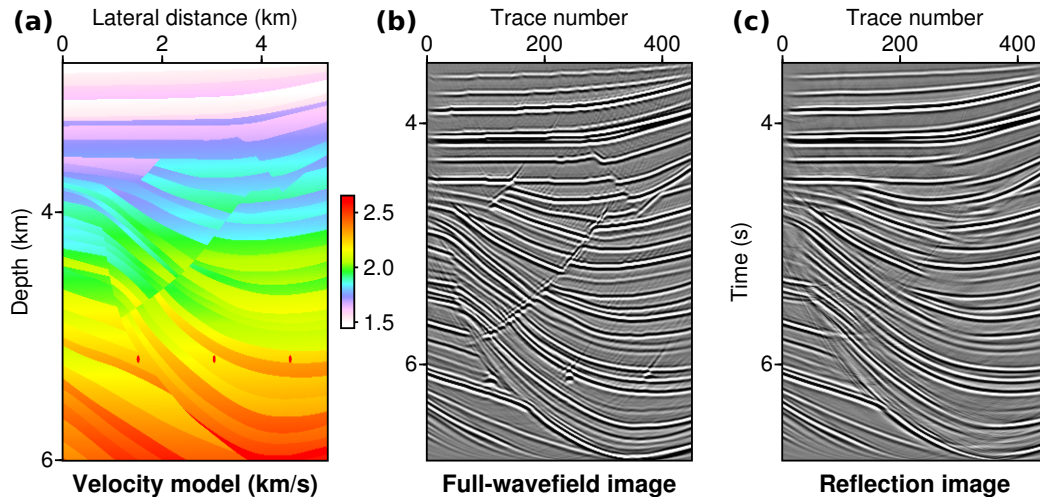 (a)
Lateral distance (km)
0 2 4
Depth (km)
4
6
2.5
2.0
1.5
Velocity model (km/s)
(b)
Trace number
0 200 400
4
6
Full-wavefield image
(c)
Trace number
0 200 400
Time (s)
4
6
Reflection image